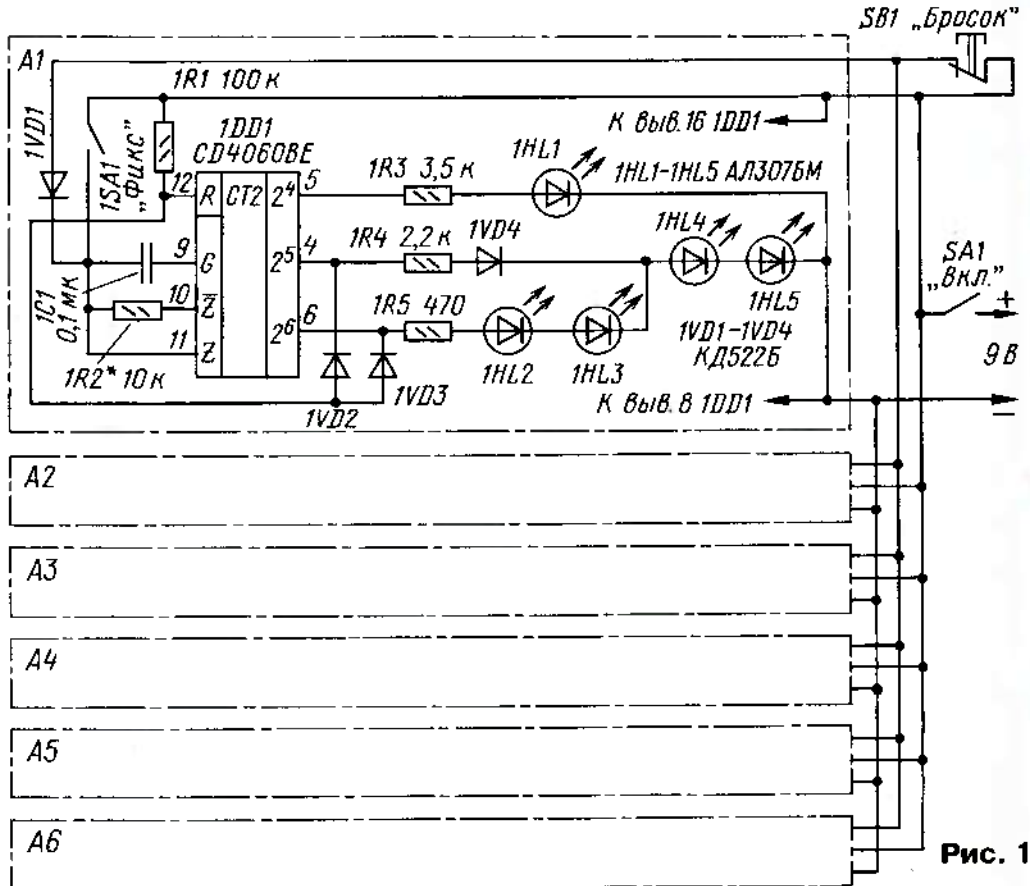 SB1 „Бросок"
A1
1R1 100 к
1VD1
1SA1 „Фикс"
1DD1
CD4060BE
К выв. 16 1DD1
12
R
CT2
2⁴
5
1R3 3,5 к
1HL1
1HL1-1HL5 АЛ307БМ
9
G
2⁵
4
1R4 2,2 к
1VD4
1HL4
1HL5
SA1
„Вкл."
+
1C1
0,1 мк
10
Z̅
2⁶
6
1R5 470
1HL2
1HL3
1VD1-1VD4
КД522Б
9 В
11
Z
1R2* 10 к
1VD2
1VD3
К выв. 8 1DD1
−
A2
A3
A4
A5
A6
Рис. 1